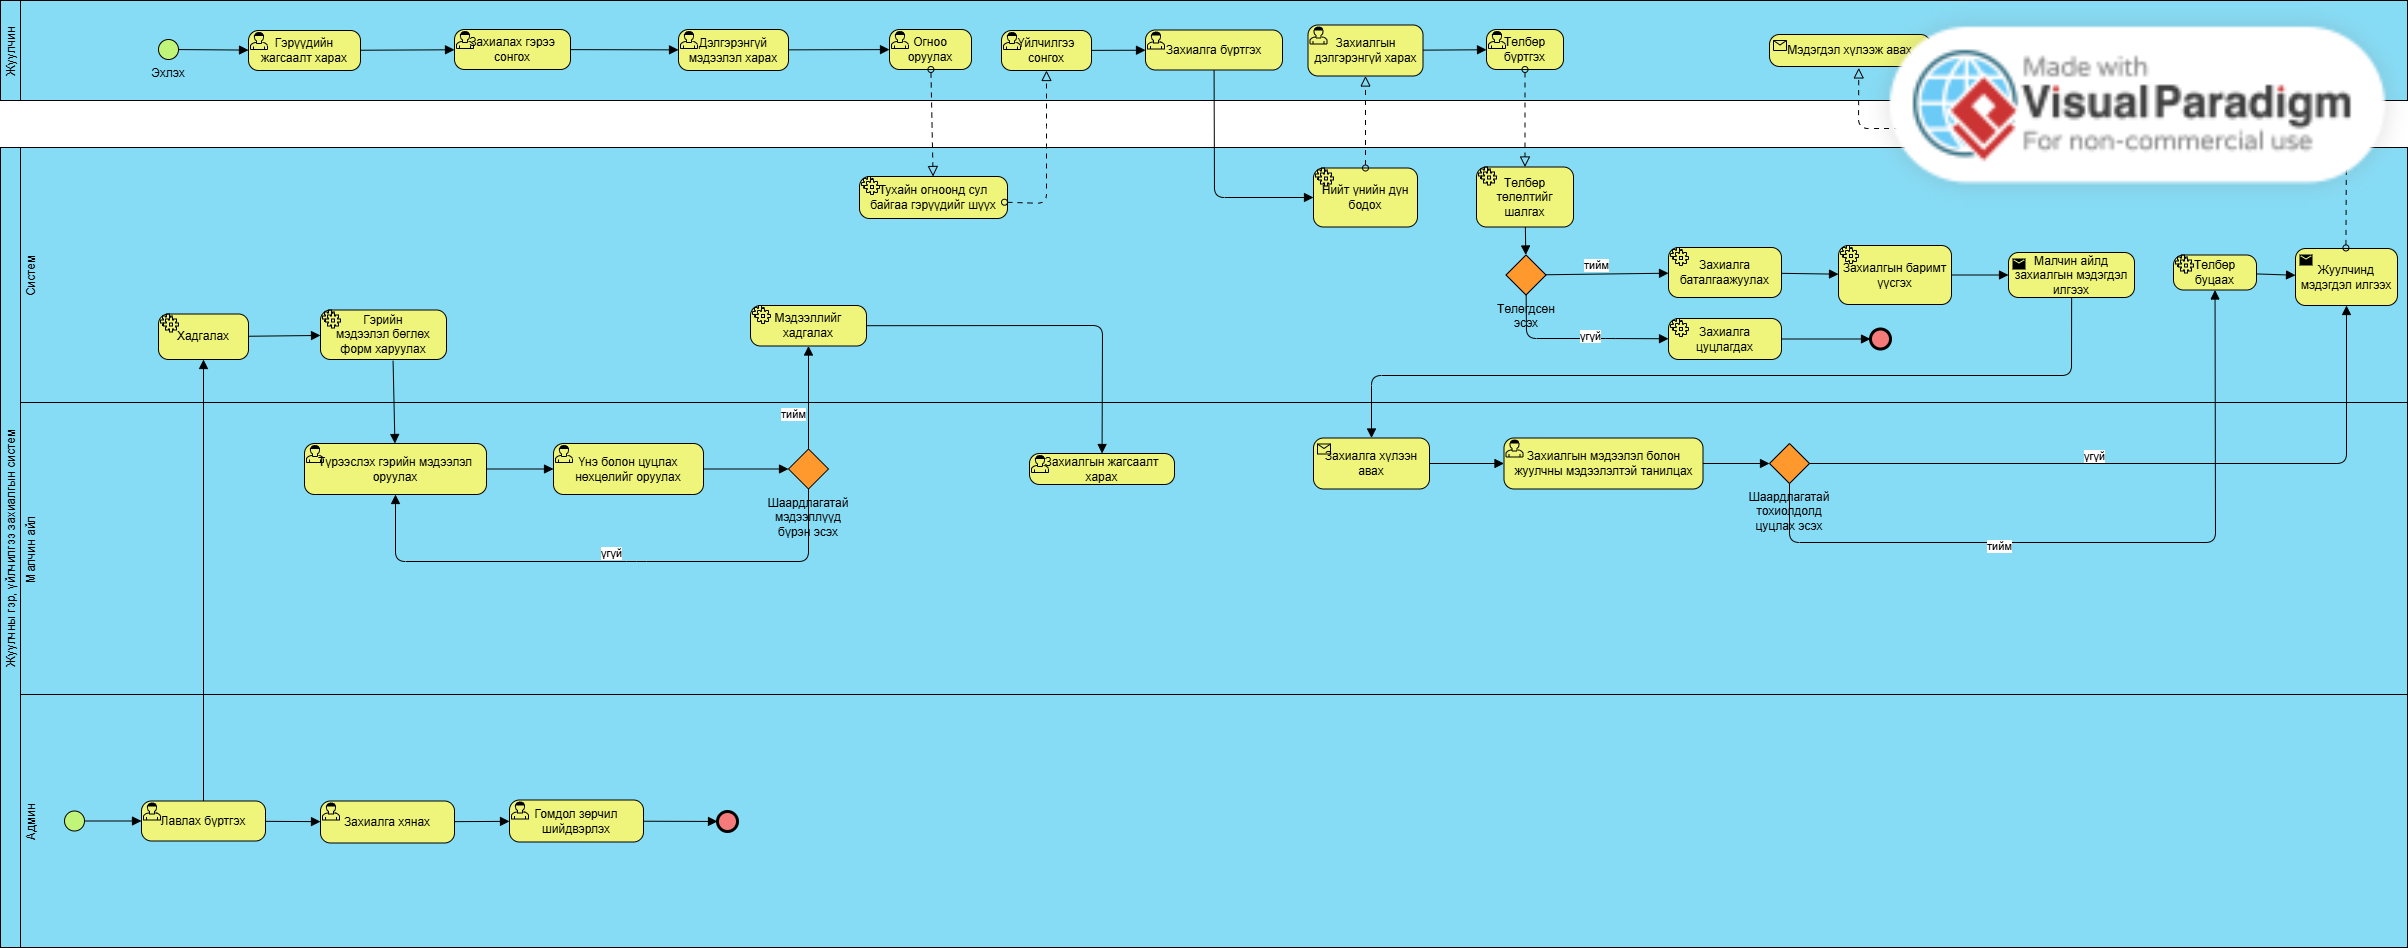 Жуулчин
Эхлэх
Гэрүүдийн
жагсаалт харах
Захиалах гэрээ
сонгох
Дэлгэрэнгүй
мэдээлэл харах
Огноо
оруулах
Үйлчилгээ
сонгох
Захиалга бүртгэх
Захиалгын
дэлгэрэнгүй харах
Төлбөр
бүртгэх
Мэдэгдэл хүлээж авах
Made with
Visual Paradigm
For non-commercial use
Жуулчны гэр, үйлчилгээ захиалгын систем
Систем
Тухайн огноонд сул
байгаа гэрүүдийг шүүх
Нийт үнийн дүн
бодох
Төлбөр
төлөлтийг
шалгах
Төлөгдсөн
эсэх
тийм
үгүй
Захиалга
баталгаажуулах
Захиалгын баримт
үүсгэх
Малчин айлд
захиалгын мэдэгдэл
илгээх
Төлбөр
буцаах
Жуулчинд
мэдэгдэл илгээх
Захиалга
цуцлагдах
Хадгалах
Гэрийн
мэдээлэл бөглөх
форм харуулах
Мэдээллийг
хадгалах
Малчин айл
Түрээслэх гэрийн мэдээлэл
оруулах
Үнэ болон цуцлах
нөхцөлийг оруулах
тийм
Шаардлагатай
мэдээллүүд
бүрэн эсэх
үгүй
Захиалгын жагсаалт
харах
Захиалга хүлээн
авах
Захиалгын мэдээлэл болон
жуулчны мэдээлэлтэй танилцах
Шаардлагатай
тохиолдолд
цуцлах эсэх
үгүй
тийм
Админ
Лавлах бүртгэх
Захиалга хянах
Гомдол зөрчил
шийдвэрлэх